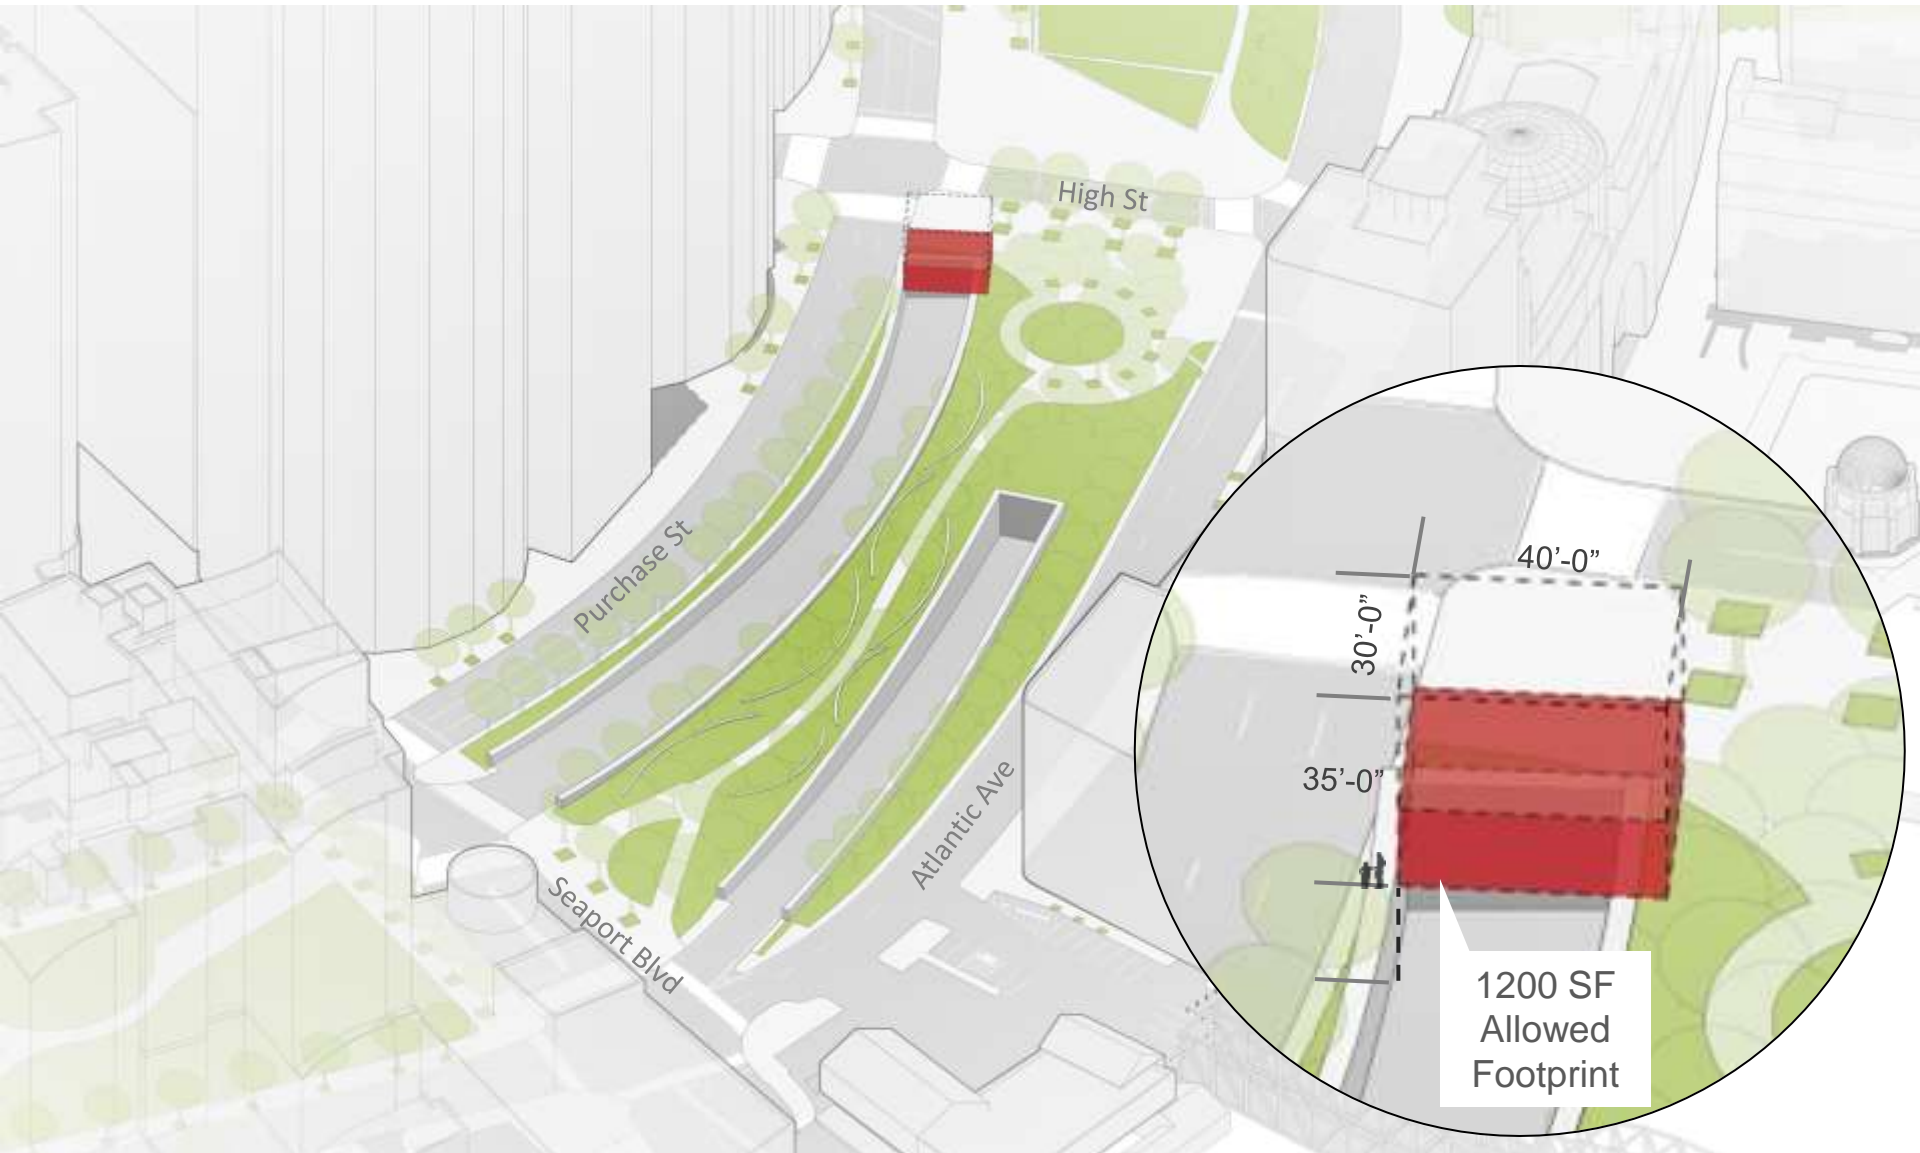 High St
Purchase St
40’-0”
30’-0”
35’-0”
Atlantic Ave
Seaport Blvd
1200 SF
Allowed
Footprint